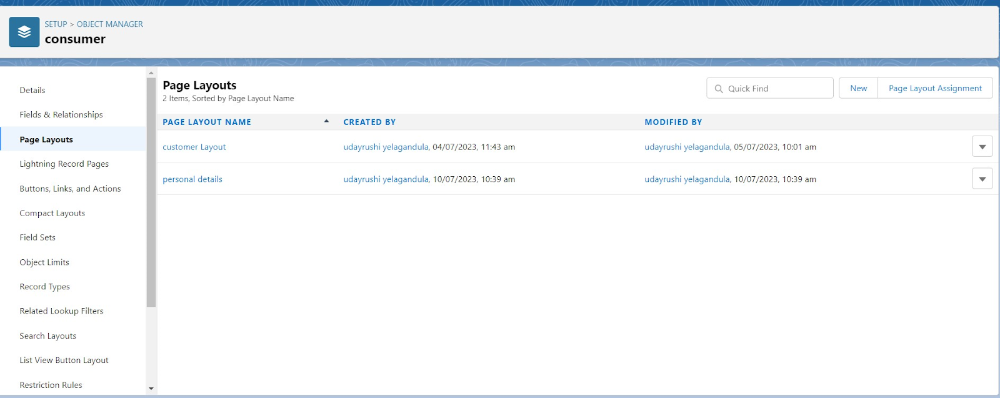 SETUP > OBJECT MANAGER
consumer
Details
Fields & Relationships
Page Layouts
Lightning Record Pages
Buttons, Links, and Actions
Compact Layouts
Field Sets
Object Limits
Record Types
Related Lookup Filters
Search Layouts
List View Button Layout
Restriction Rules
Page Layouts
2 Items, Sorted by Page Layout Name
Quick Find
New
Page Layout Assignment
PAGE LAYOUT NAME CREATED BY MODIFIED BY
customer Layout udayrushi yelagandula, 04/07/2023, 11:43 am udayrushi yelagandula, 05/07/2023, 10:01 am
personal details udayrushi yelagandula, 10/07/2023, 10:39 am udayrushi yelagandula, 10/07/2023, 10:39 am